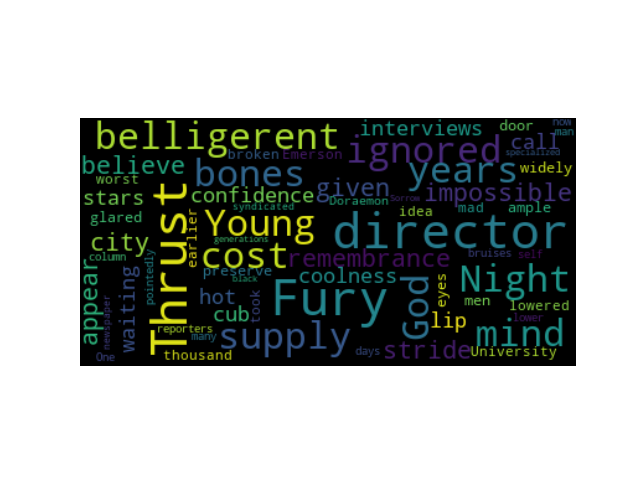 belligerent
interviews
door
now
man
call
specialized
ignored
broken
Emerson
believe
bones
years
widely
worst
stars
confidence
given
Doraemon
impossible
glared
earlier
Thrust
Young
syndicated
Sorrow
idea
mad
ample
city
director
column
cost
generations
remembrance
bruises
self
pointedly
preserve
black
coolness
Night
appear
waiting
newspaper
hot
took
Fury
God
eyes
men
lowered
cub
lip
lower
reporters
many
supply
mind
One
thousand
days
stride
University